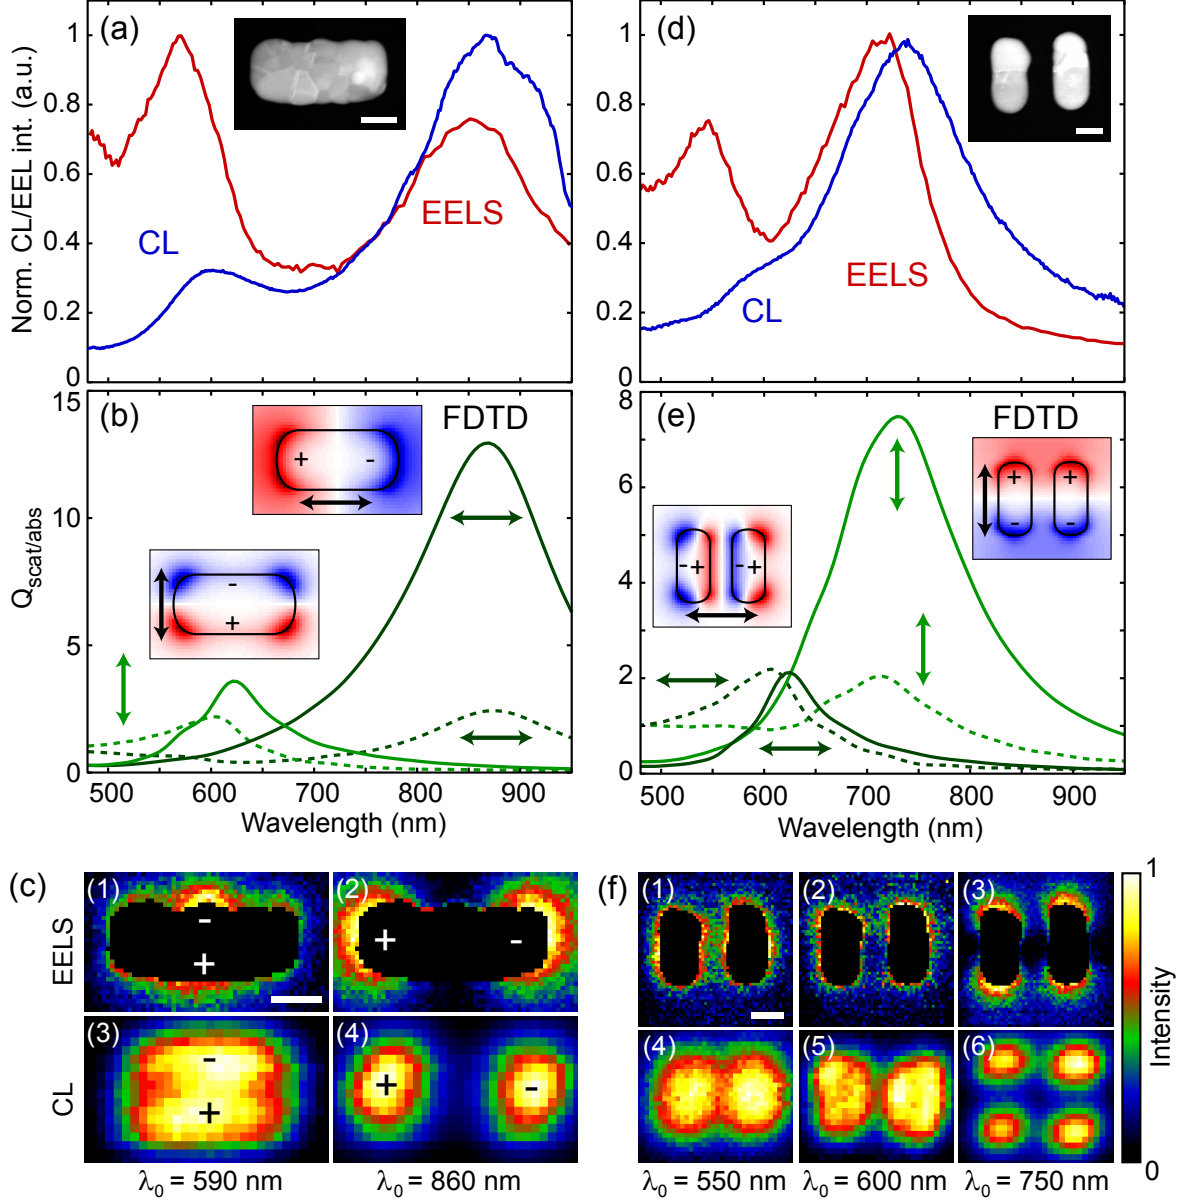 (a)
Norm. CL/EEL int. (a.u.)
1
0.8
0.6
0.4
0.2
0
CL
EELS
(d)
1
0.8
0.6
0.4
0.2
0
EELS
CL
(b)
FDTD
Q scat/abs
15
10
5
0
+ -
-
+
500 600 700 800 900
Wavelength (nm)
(e)
FDTD
8
6
4
2
0
+ +
- -
- + - +
500 600 700 800 900
Wavelength (nm)
(c)
EELS
CL
(1)
-
+
(2)
+ -
(3)
-
+
(4)
+ -
λ0 = 590 nm
λ0 = 860 nm
(f)
(1) (2) (3)
(4) (5) (6)
λ0 = 550 nm
λ0 = 600 nm
λ0 = 750 nm
1
Intensity
0